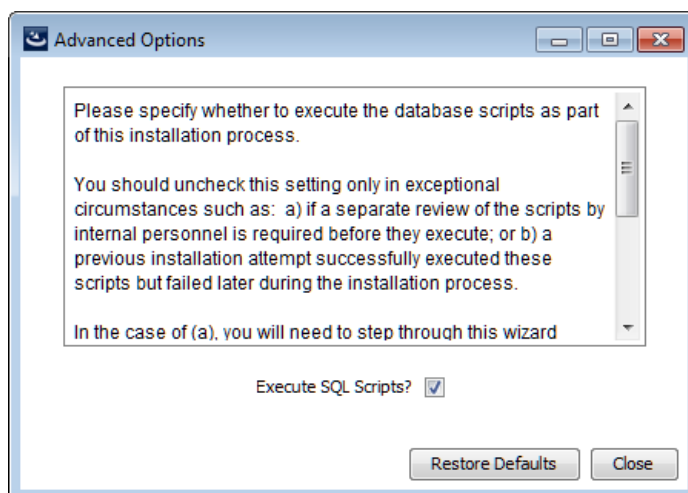 Advanced Options
Please specify whether to execute the database scripts as part
of this installation process.
You should uncheck this setting only in exceptional
circumstances such as:  a) if a separate review of the scripts by
internal personnel is required before they execute; or b) a
previous installation attempt successfully executed these
scripts but failed later during the installation process.
In the case of (a), you will need to step through this wizard
Execute SQL Scripts?
Restore Defaults
Close